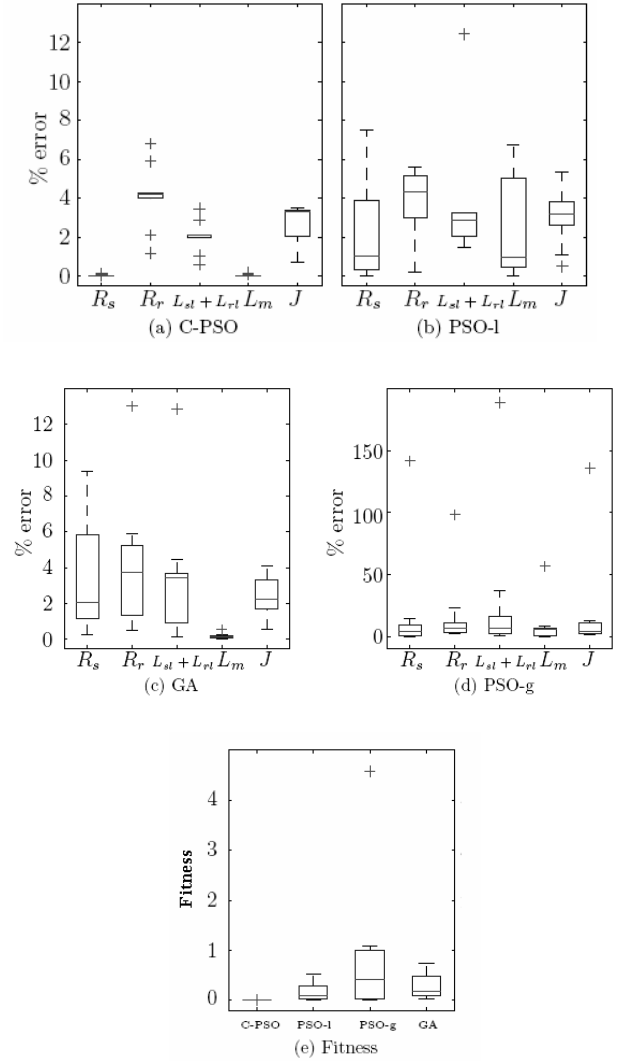 12
10
8
6
4
2
0
% error
R_s R_r L_sl + L_rl L_m J
(a) C-PSO
R_s R_r L_sl + L_rl L_m J
(b) PSO-l
12
10
8
6
4
2
0
% error
R_s R_r L_sl + L_rl L_m J
(c) GA
150
100
50
0
% error
R_s R_r L_sl + L_rl L_m J
(d) PSO-g
4
3
2
1
0
Fitness
C-PSO PSO-l PSO-g GA
(e) Fitness